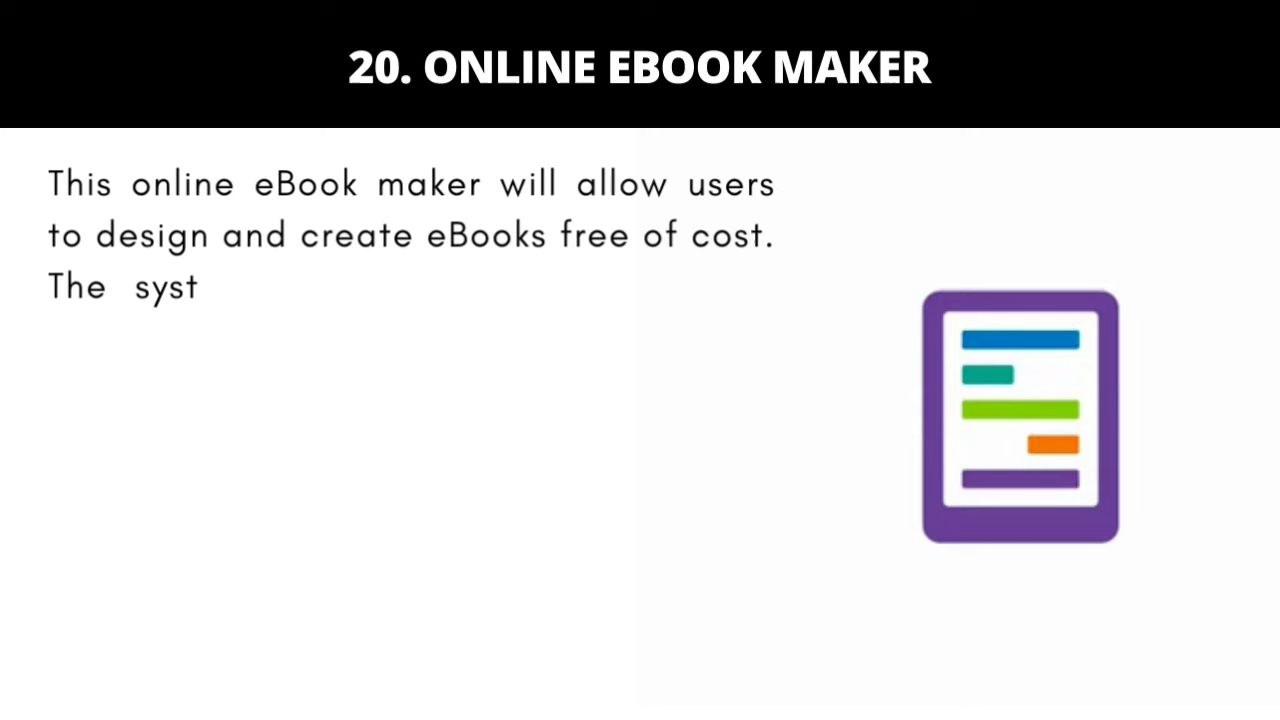 20. ONLINE EBOOK MAKER
This online eBook maker will allow users
to design and create eBooks free of cost.
The syst